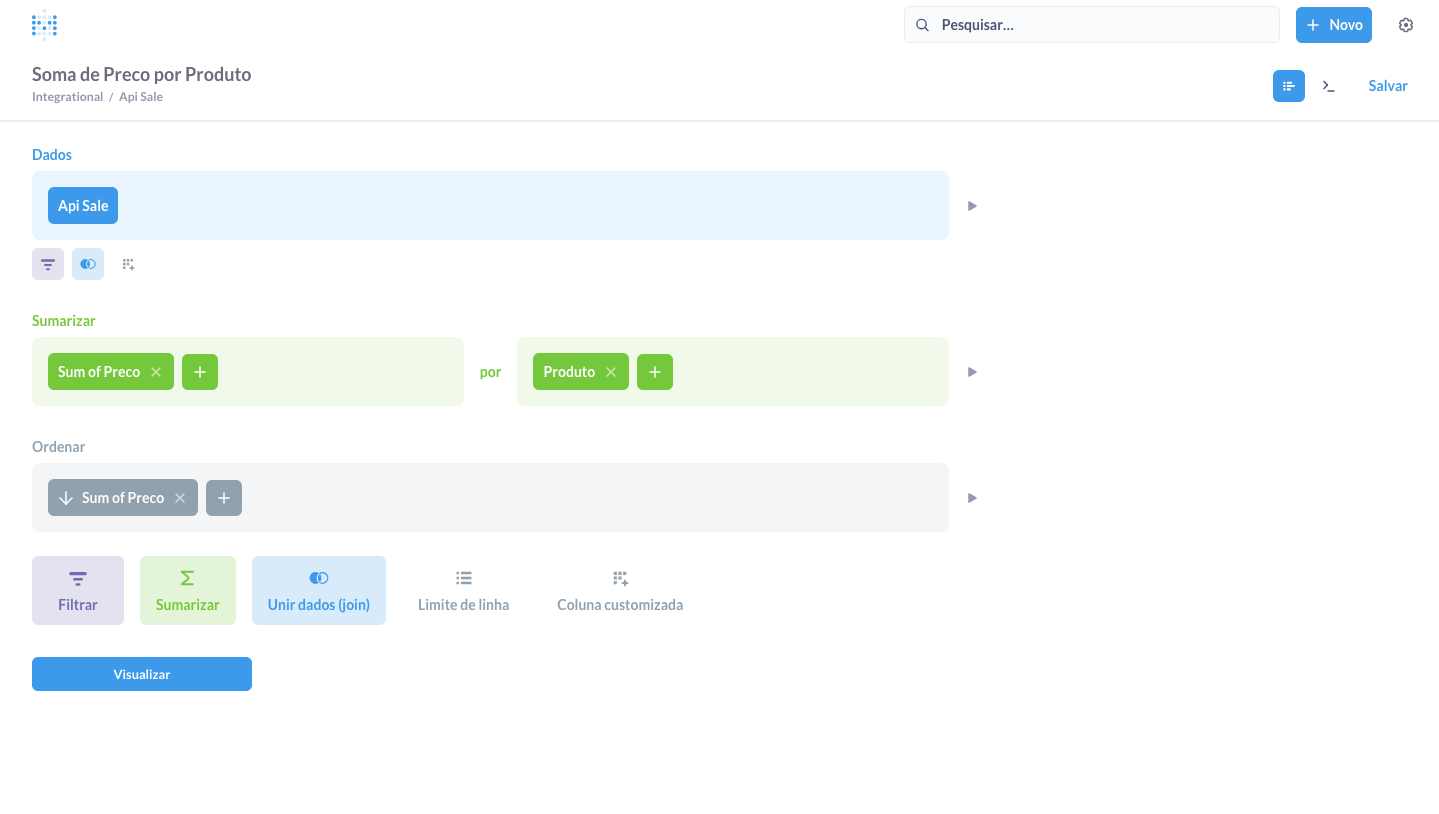 Pesquisar...
Novo
Soma de Preco por Produto
Integrational / Api Sale
Salvar
Dados
Api Sale
Sumarizar
Sum of Preco
por
Produto
Ordenar
Sum of Preco
Filtrar
Sumarizar
Unir dados (join)
Limite de linha
Coluna customizada
Visualizar